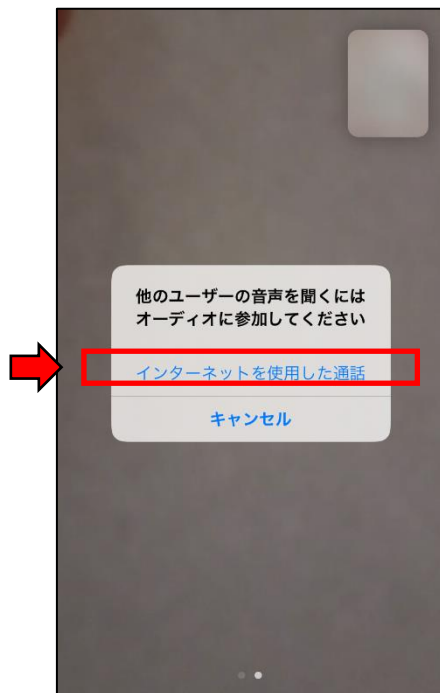 他のユーザーの音声を聞くには
オーディオに参加してください
インターネットを使用した通話
キャンセル